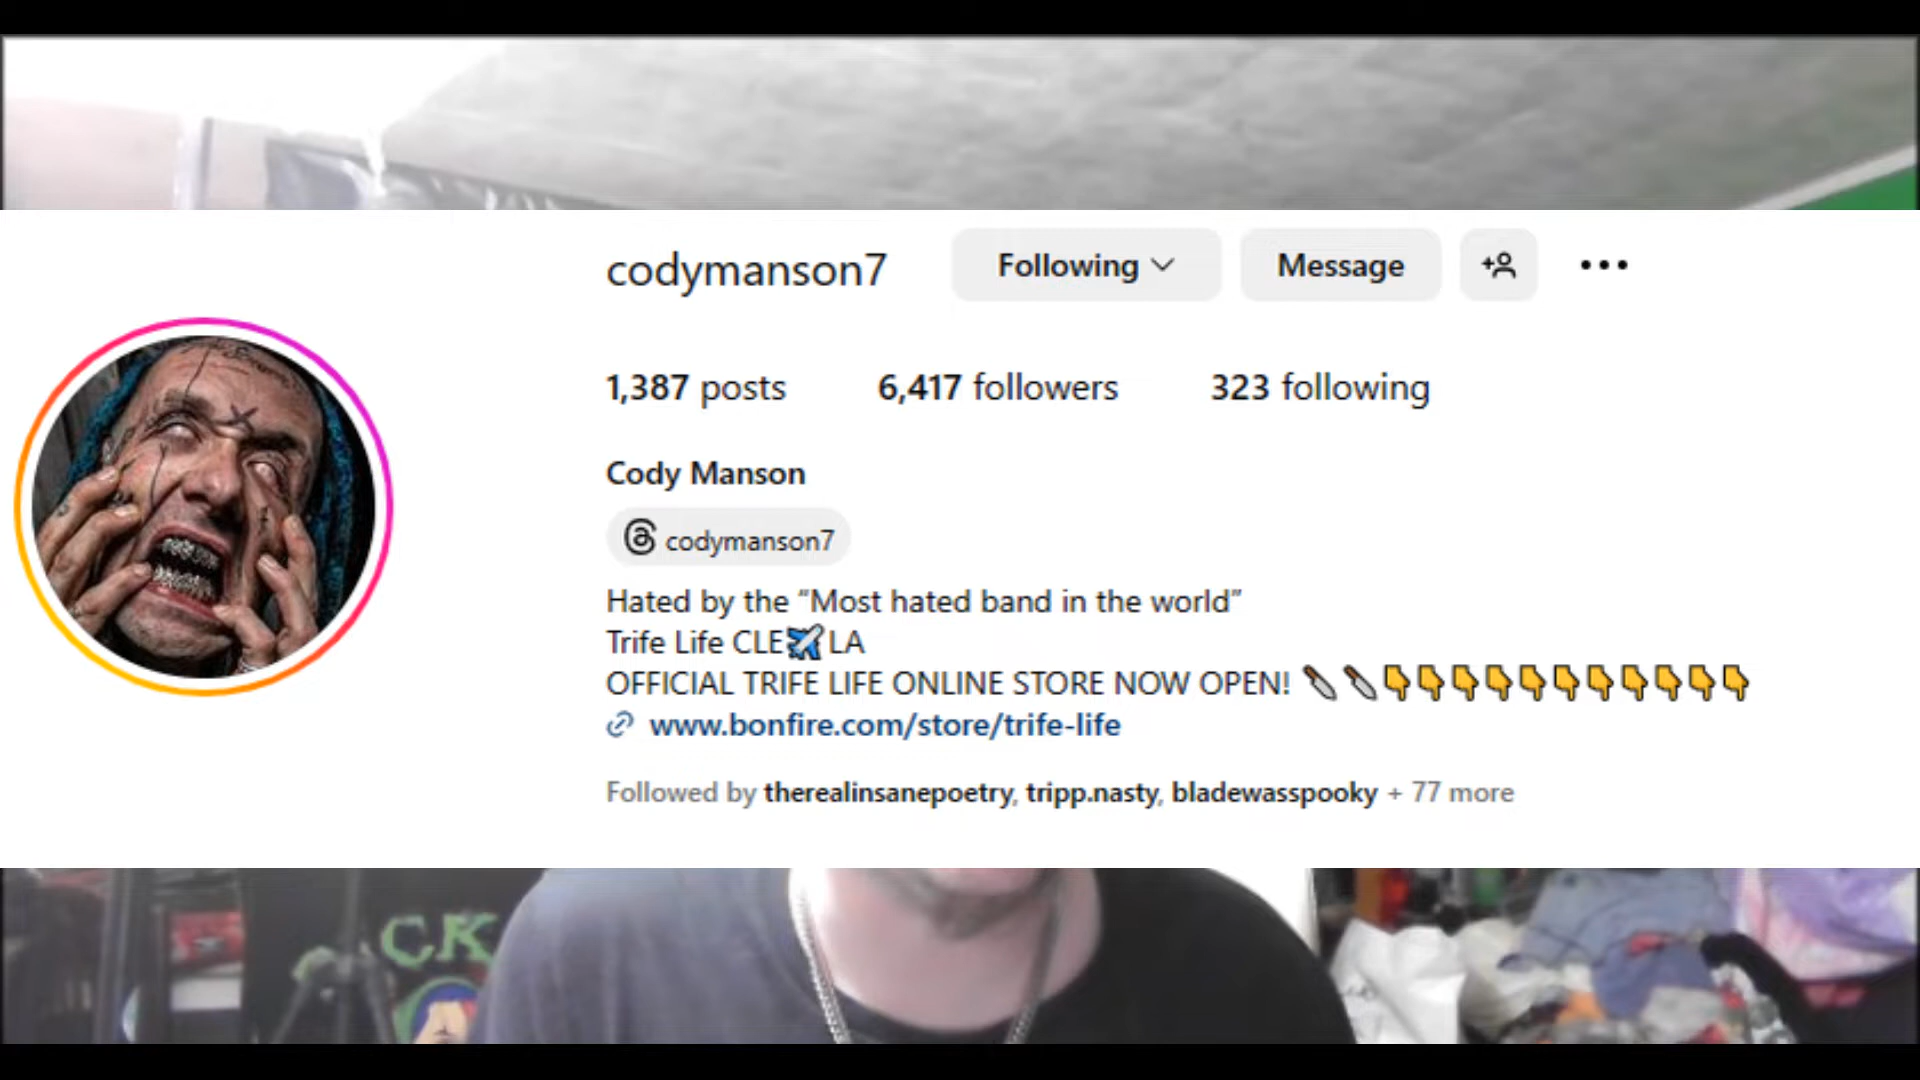 codymanson7
Following
Message
1,387 posts
6,417 followers
323 following
Cody Manson
codymanson7
Hated by the “Most hated band in the world”
Trife Life CLE✈️LA
OFFICIAL TRIFE LIFE ONLINE STORE NOW OPEN! 🔪🔪👇👇👇👇👇👇👇👇👇👇👇
www.bonfire.com/store/trife-life
Followed by therealinsanepoetry, tripp.nasty, bladewasspooky + 77 more
CK